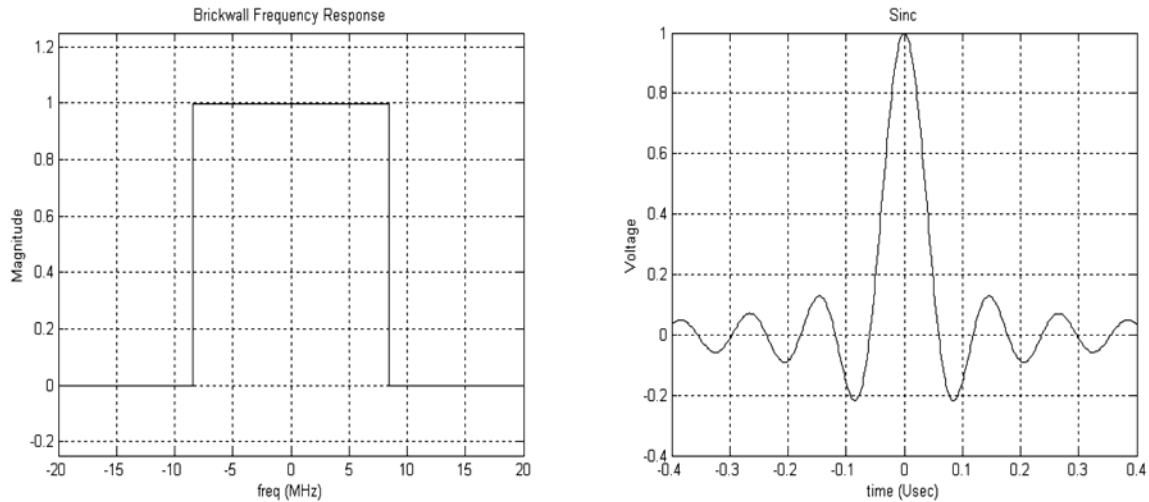 Brickwall Frequency Response
1.2
1
0.8
0.6
0.4
0.2
0
-0.2
Magnitude
-20 -15 -10 -5 0 5 10 15 20
freq (MHz)
Sinc
1
0.8
0.6
0.4
0.2
0
-0.2
-0.4
Voltage
-0.4 -0.3 -0.2 -0.1 0 0.1 0.2 0.3 0.4
time (Usec)